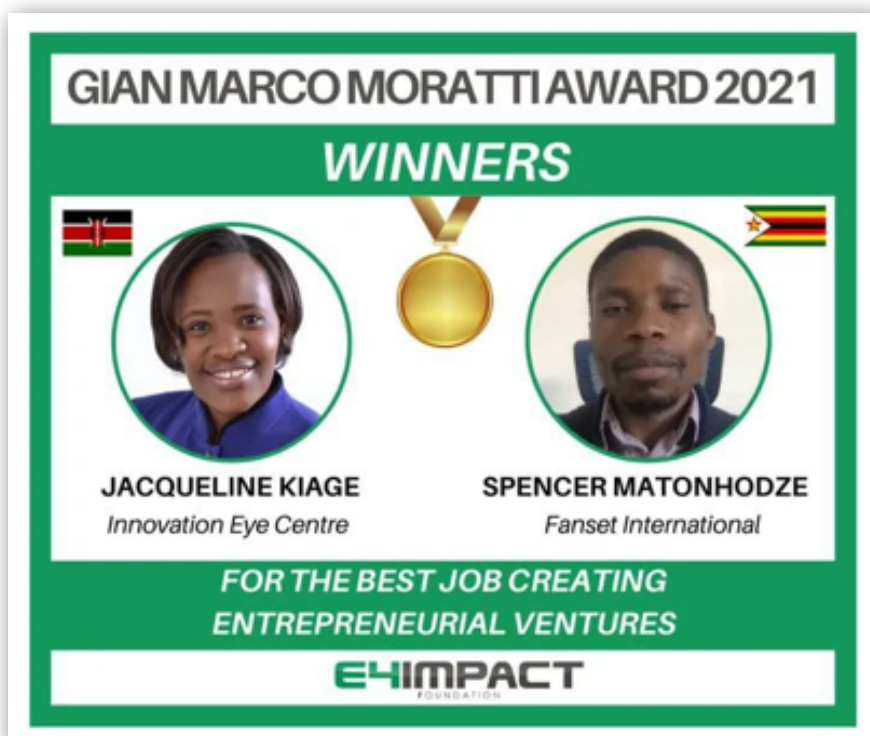 GIAN MARCO MORATTI AWARD 2021
WINNERS
JACQUELINE KIAGE
Innovation Eye Centre
SPENCER MATONHODZE
Fanset International
FOR THE BEST JOB CREATING
ENTREPRENEURIAL VENTURES
E4IMPACT
FOUNDATION